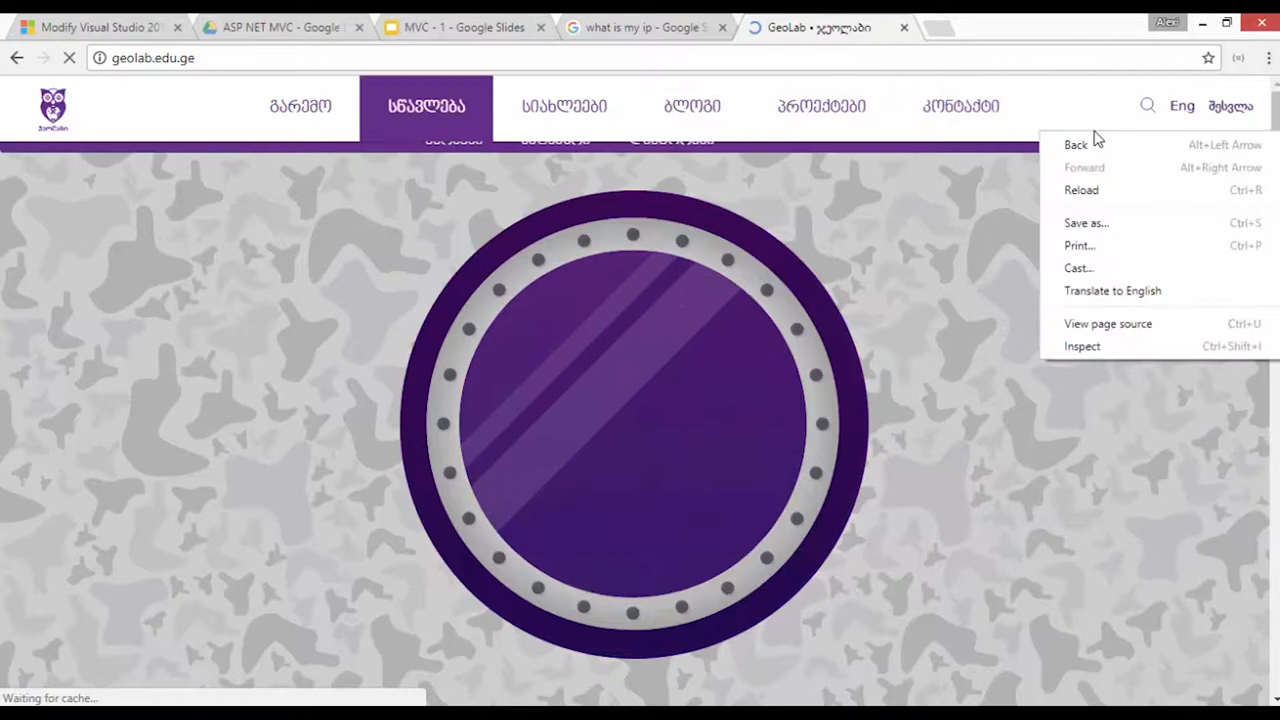 Modify Visual Studio 201
ASP NET MVC - Google
MVC - 1 - Google Slides
what is my ip - Google S
GeoLab • ჯეოლაბი
Alexi
geolab.edu.ge
ჯეოლაბი
გარემო
სწავლება
სიახლეები
ბლოგი
პროექტები
კონტაქტი
Eng
შესვლა
Back Alt+Left Arrow
Forward Alt+Right Arrow
Reload Ctrl+R
Save as... Ctrl+S
Print... Ctrl+P
Cast...
Translate to English
View page source Ctrl+U
Inspect Ctrl+Shift+I
Waiting for cache...